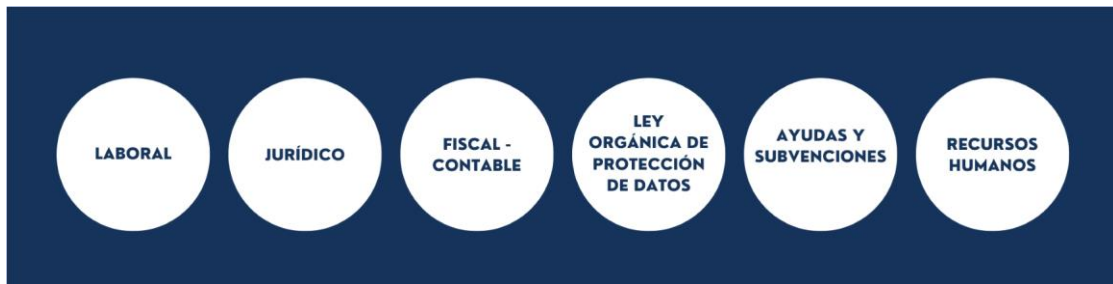 LABORAL
JURÍDICO
FISCAL -
CONTABLE
LEY
ORGÁNICA DE
PROTECCIÓN
DE DATOS
AYUDAS Y
SUBVENCIONES
RECURSOS
HUMANOS